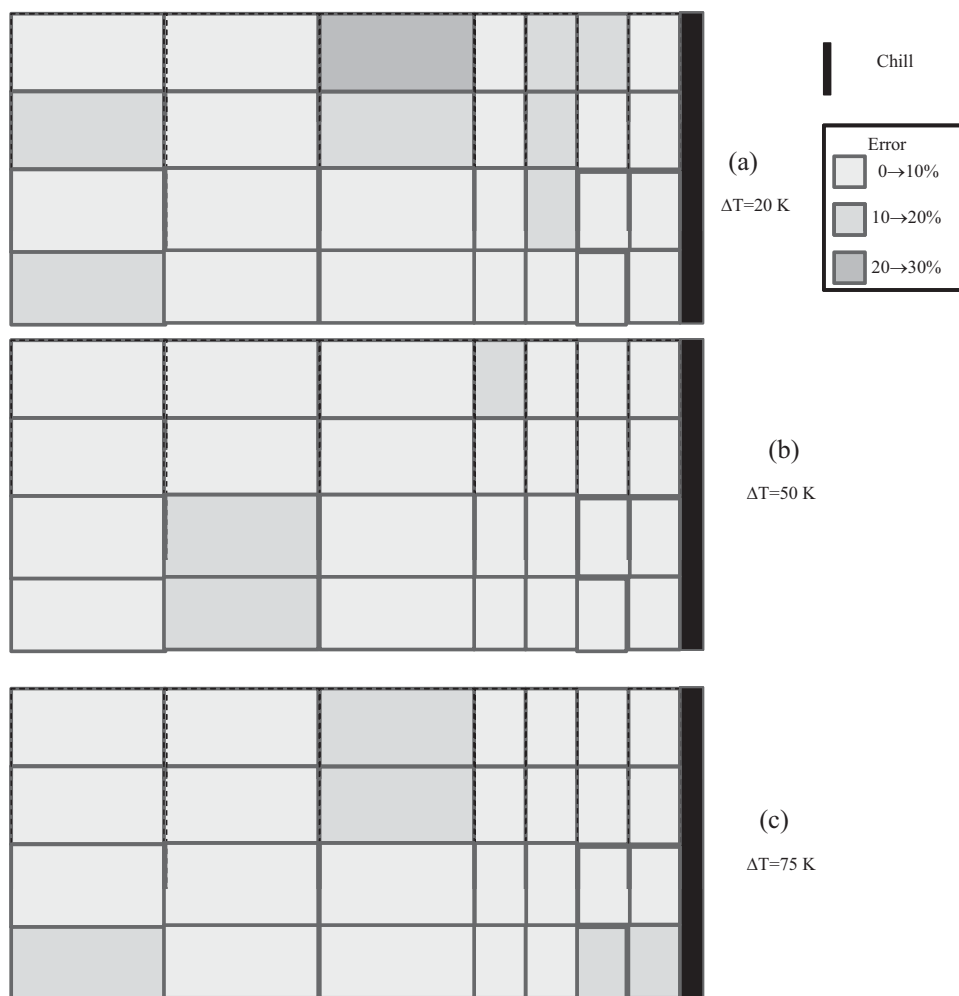 Chill
Error
0→10%
10→20%
20→30%
(a)
ΔT=20 K
(b)
ΔT=50 K
(c)
ΔT=75 K